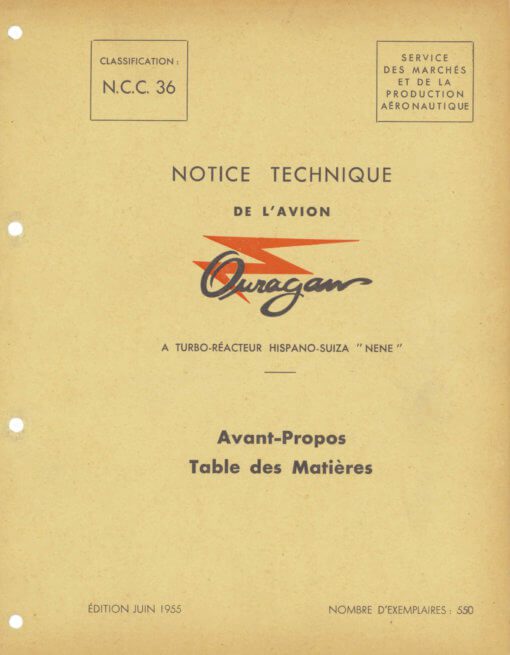 CLASSIFICATION :
N.C.C. 36
SERVICE
DES MARCHÉS
ET DE LA
PRODUCTION
AÉRONAUTIQUE
NOTICE TECHNIQUE
DE L'AVION
Ouragan
A TURBO-RÉACTEUR HISPANO-SUIZA "NENE"
Avant-Propos
Table des Matières
ÉDITION JUIN 1955
NOMBRE D'EXEMPLAIRES : 550